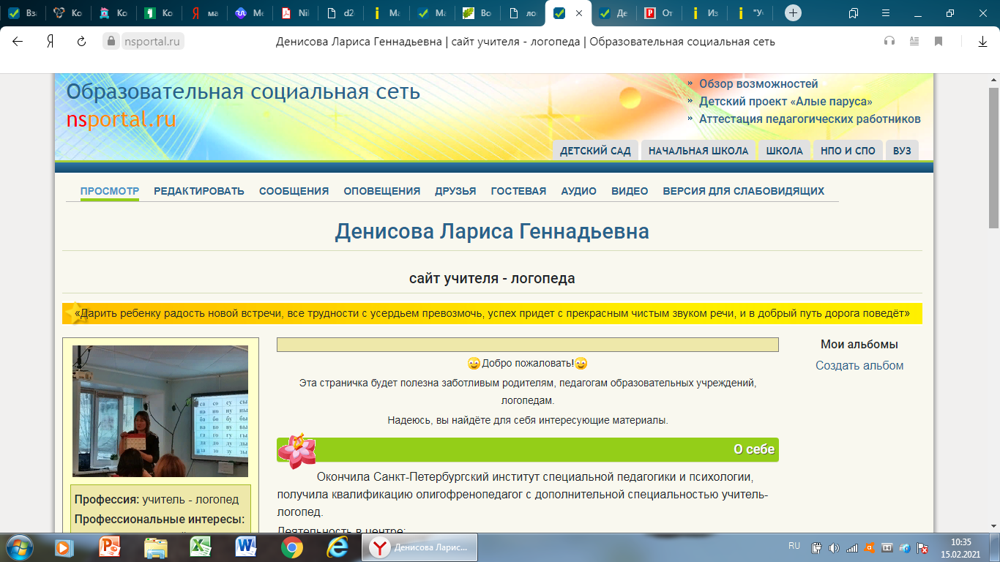 Вза
Ко
Ко
Ко
ма
Ме
Nil
d2
Ма
Ма
Во
ло
Де
От
Из
"У
nsportal.ru
Денисова Лариса Геннадьевна | сайт учителя - логопеда | Образовательная социальная сеть
Образовательная социальная сеть
nsportal.ru
» Обзор возможностей
» Детский проект «Алые паруса»
» Аттестация педагогических работников
ДЕТСКИЙ САД НАЧАЛЬНАЯ ШКОЛА ШКОЛА НПО И СПО ВУЗ
ПРОСМОТР РЕДАКТИРОВАТЬ СООБЩЕНИЯ ОПОВЕЩЕНИЯ ДРУЗЬЯ ГОСТЕВАЯ АУДИО ВИДЕО ВЕРСИЯ ДЛЯ СЛАБОВИДЯЩИХ
Денисова Лариса Геннадьевна
сайт учителя - логопеда
«Дарить ребенку радость новой встречи, все трудности с усердьем превозмочь, успех придет с прекрасным чистым звуком речи, и в добрый путь дорога поведёт»
са со су сы
на но ну ны
ба бо бу бы
ва во ву вы
га го гу гы
да до ду ды
за зо зу зы
Профессия: учитель - логопед
Профессиональные интересы:
Добро пожаловать!
Эта страничка будет полезна заботливым родителям, педагогам образовательных учреждений,
логопедам.
Надеюсь, вы найдёте для себя интересующие материалы.
О себе
Окончила Санкт-Петербургский институт специальной педагогики и психологии,
получила квалификацию олигофренопедагог с дополнительной специальностью учитель-
логопед.
Деятельность в центре:
Мои альбомы
Создать альбом
Денисова Ларис...
RU
10:35
15.02.2021